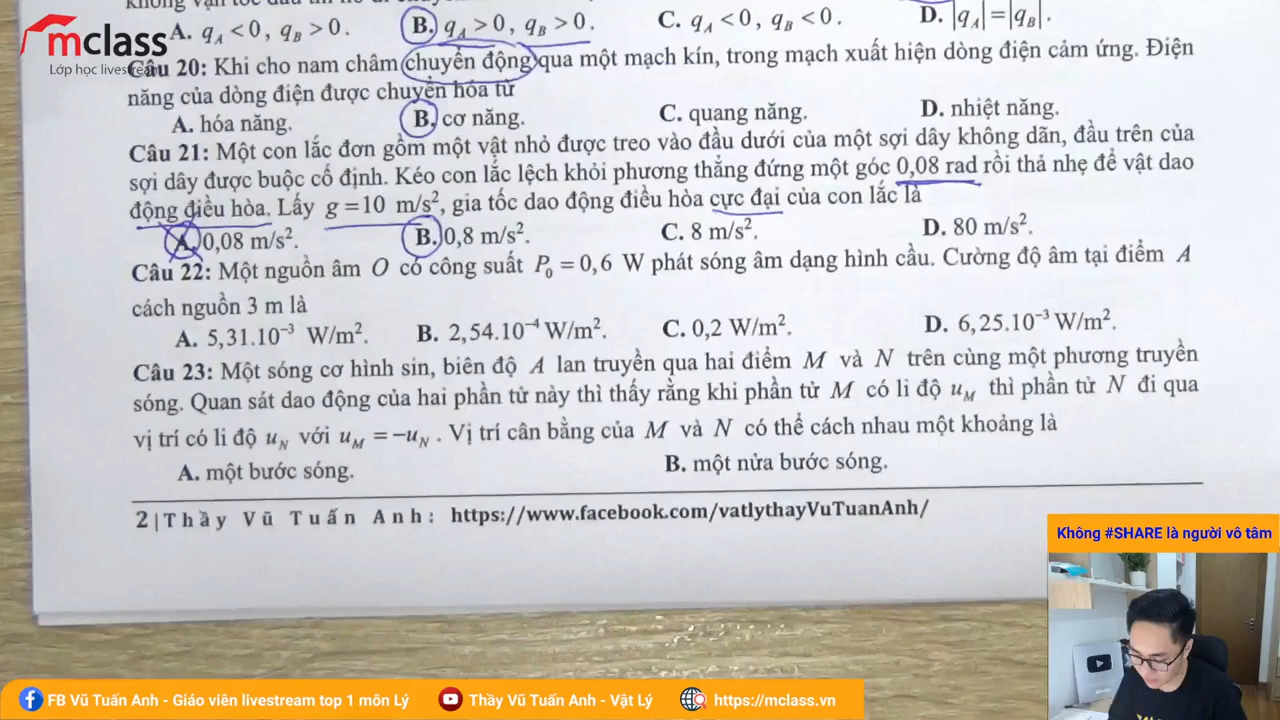 mclass
Lớp học livestream
A. q_A < 0, q_B > 0. B. q_A > 0, q_B > 0. C. q_A < 0, q_B < 0. D. |q_A| = |q_B|.
Câu 20: Khi cho nam châm chuyển động qua một mạch kín, trong mạch xuất hiện dòng điện cảm ứng. Điện
năng của dòng điện được chuyển hóa từ
A. hóa năng. B. cơ năng. C. quang năng. D. nhiệt năng.
Câu 21: Một con lắc đơn gồm một vật nhỏ được treo vào đầu dưới của một sợi dây không dãn, đầu trên của
sợi dây được buộc cố định. Kéo con lắc lệch khỏi phương thẳng đứng một góc 0,08 rad rồi thả nhẹ để vật dao
động điều hòa. Lấy g = 10 m/s², gia tốc dao động điều hòa cực đại của con lắc là
A. 0,08 m/s². B. 0,8 m/s². C. 8 m/s². D. 80 m/s².
Câu 22: Một nguồn âm O có công suất P₀ = 0,6 W phát sóng âm dạng hình cầu. Cường độ âm tại điểm A
cách nguồn 3 m là
A. 5,31.10⁻³ W/m². B. 2,54.10⁻⁴ W/m². C. 0,2 W/m². D. 6,25.10⁻³ W/m².
Câu 23: Một sóng cơ hình sin, biên độ A lan truyền qua hai điểm M và N trên cùng một phương truyền
sóng. Quan sát dao động của hai phần tử này thì thấy rằng khi phần tử M có li độ u_M thì phần tử N đi qua
vị trí có li độ u_N với u_M = −u_N. Vị trí cân bằng của M và N có thể cách nhau một khoảng là
A. một bước sóng. B. một nửa bước sóng.
2|Thầy Vũ Tuấn Anh: https://www.facebook.com/vatlythayVuTuanAnh/
Không #SHARE là người vô tâm
FB Vũ Tuấn Anh - Giáo viên livestream top 1 môn Lý Thầy Vũ Tuấn Anh - Vật Lý https://mclass.vn